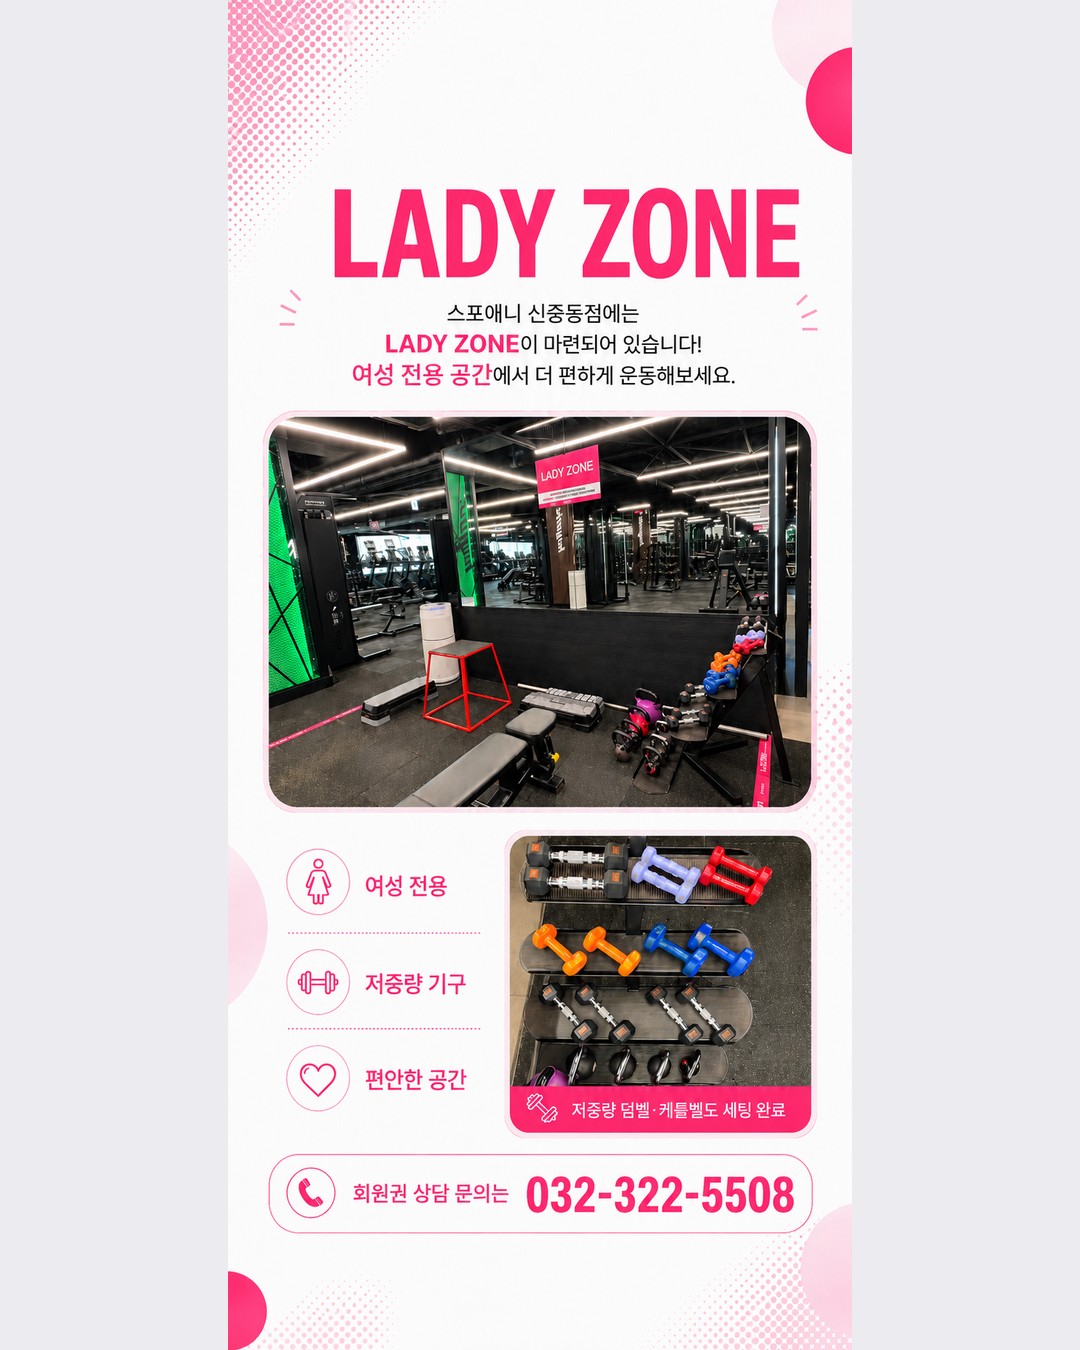 LADY ZONE
스포애니 신중동점에는
LADY ZONE이 마련되어 있습니다!
여성 전용 공간에서 더 편하게 운동해보세요.
LADY ZONE
여성 전용
저중량 기구
편안한 공간
저중량 덤벨·케틀벨도 세팅 완료
회원권 상담 문의는 032-322-5508